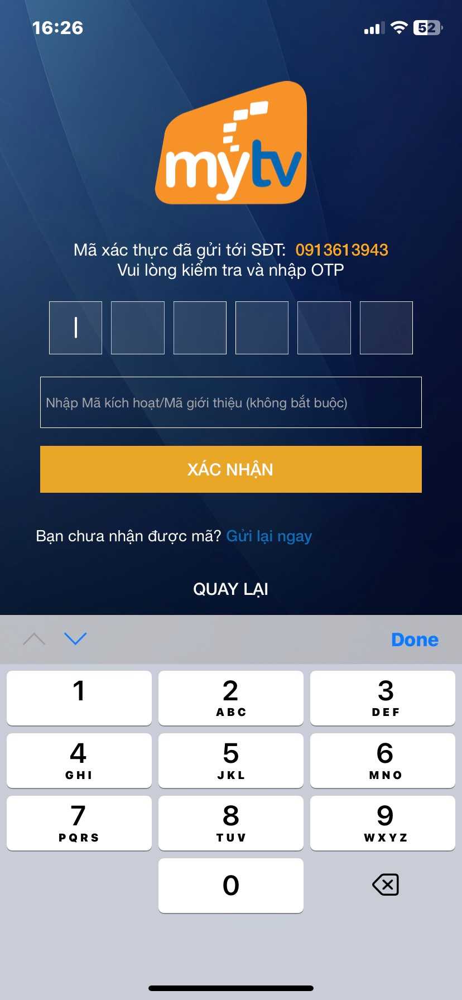 16:26
52
mytv
Mã xác thực đã gửi tới SĐT: 0913613943
Vui lòng kiểm tra và nhập OTP
Nhập Mã kích hoạt/Mã giới thiệu (không bắt buộc)
XÁC NHẬN
Bạn chưa nhận được mã? Gửi lại ngay
QUAY LẠI
Done
1 2 3
ABC DEF
4 5 6
GHI JKL MNO
7 8 9
PQRS TUV WXYZ
0